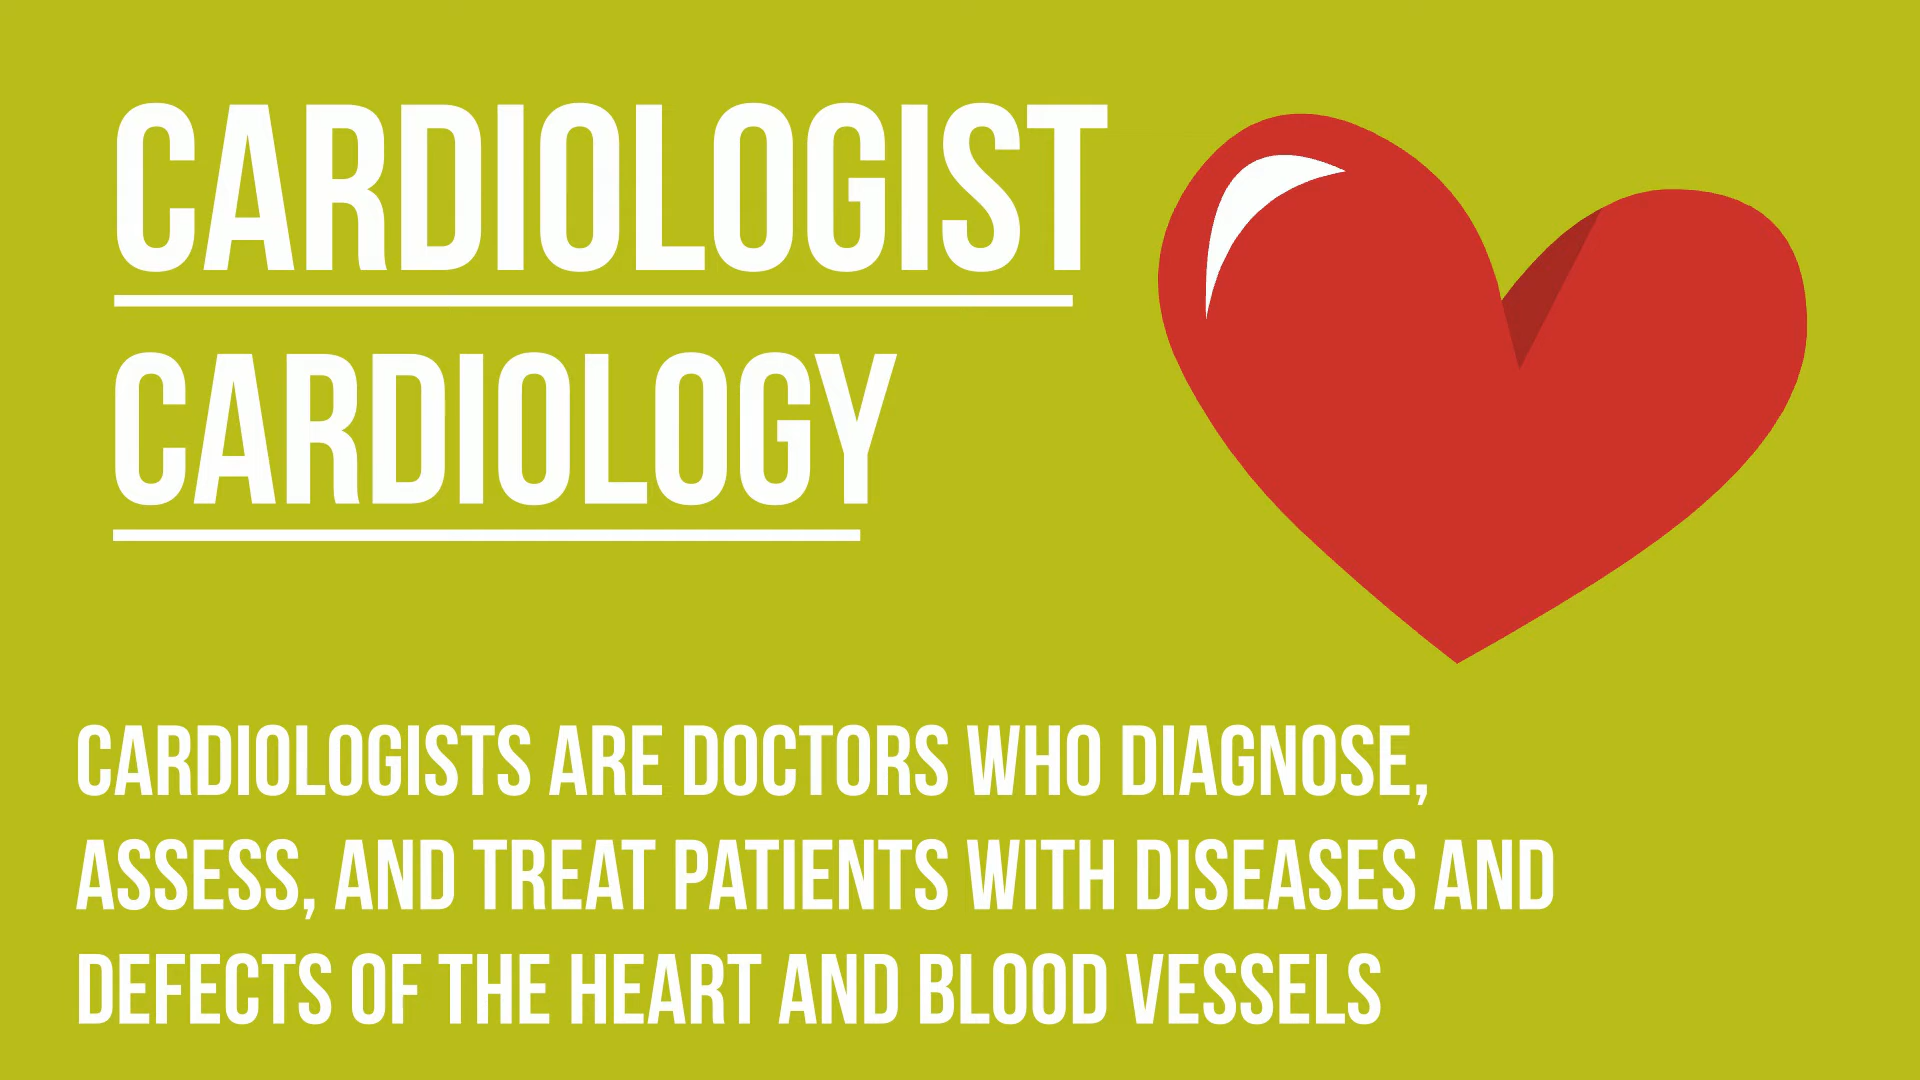 CARDIOLOGIST
CARDIOLOGY
CARDIOLOGISTS ARE DOCTORS WHO DIAGNOSE,
ASSESS, AND TREAT PATIENTS WITH DISEASES AND
DEFECTS OF THE HEART AND BLOOD VESSELS